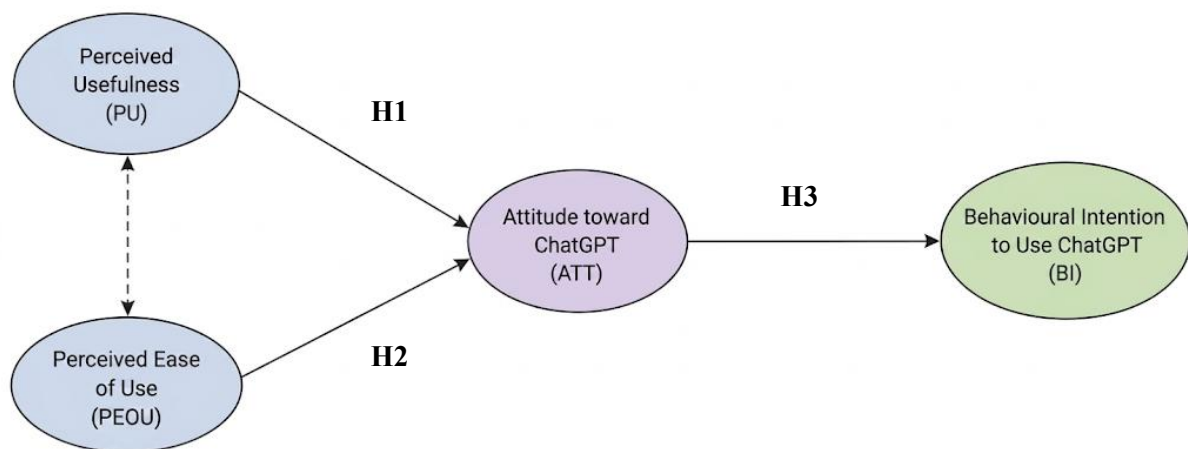 Perceived
Usefulness
(PU)
H1
Attitude toward
ChatGPT
(ATT)
H3
Behavioural Intention
to Use ChatGPT
(BI)
Perceived Ease
of Use
(PEOU)
H2